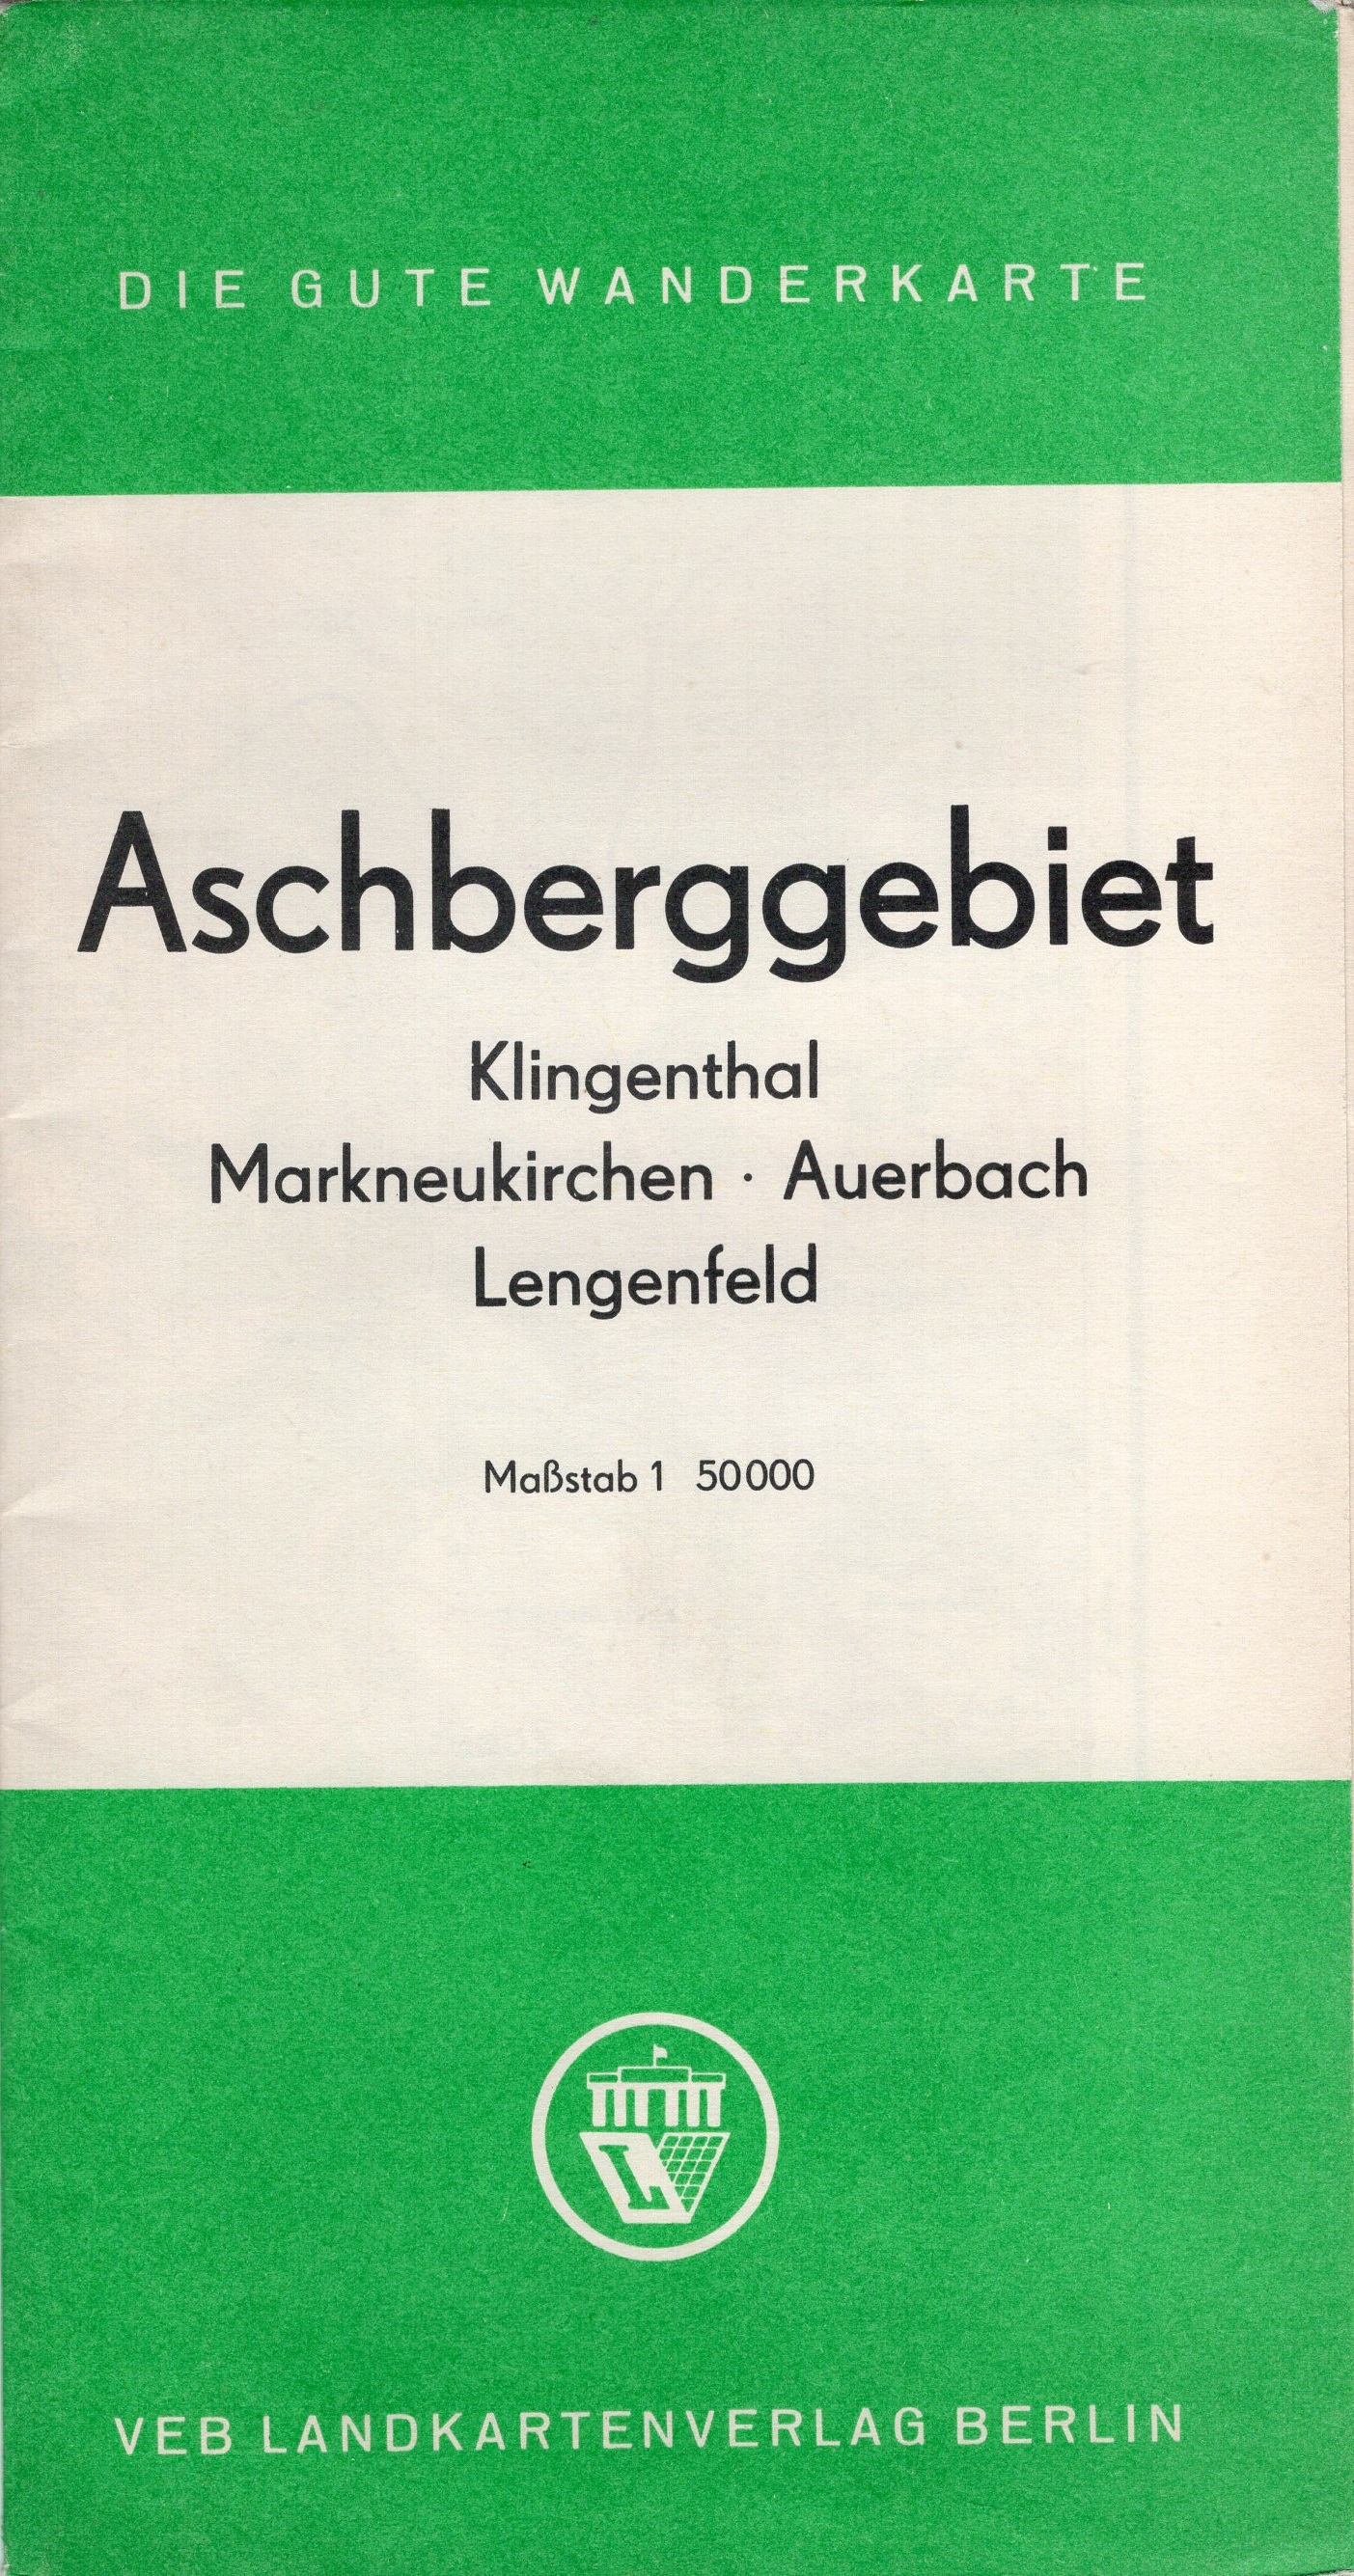 DIE GUTE WANDERKARTE
Aschberggebiet
Klingenthal
Markneukirchen · Auerbach
Lengenfeld
Maßstab 1 50000
L
VEB LANDKARTENVERLAG BERLIN